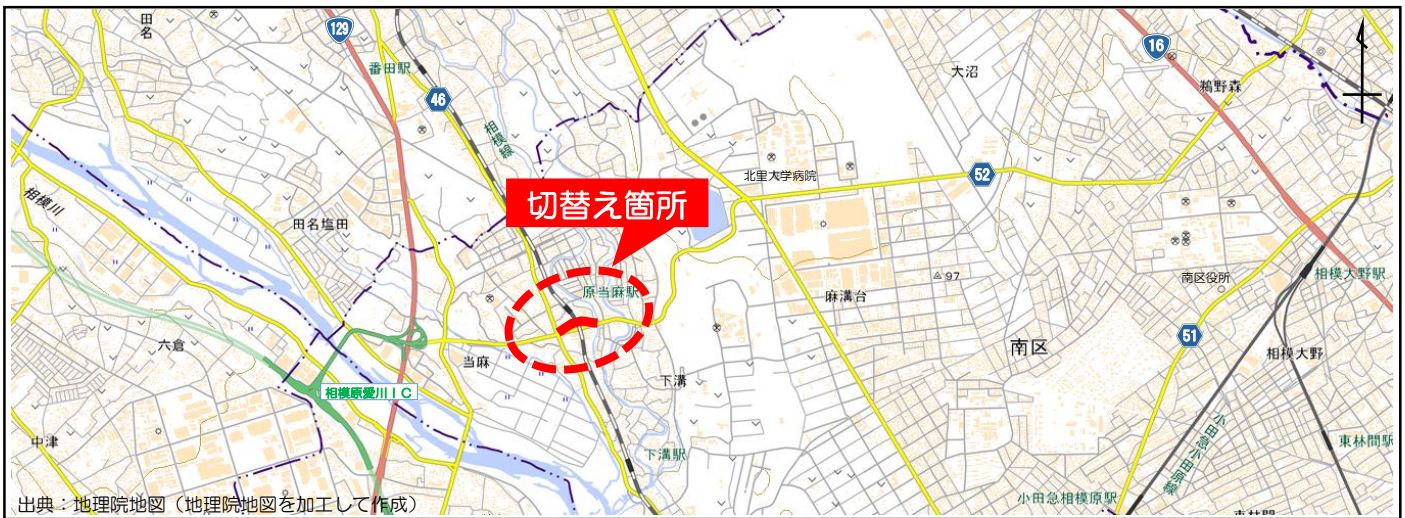 田
名
129
16
番田駅
大沼
鵜野森
46
相模線
北里大学病院
52
切替え箇所
相模川
田名塩田
97
南区役所
相模大野駅
原当麻駅
麻溝台
51
六倉
当麻
南区
相模大野
下溝
相模原愛川IC
中津
小田急小田原線
下溝駅
東林間駅
小田急相模原駅
出典:地理院地図(地理院地図を加工して作成)